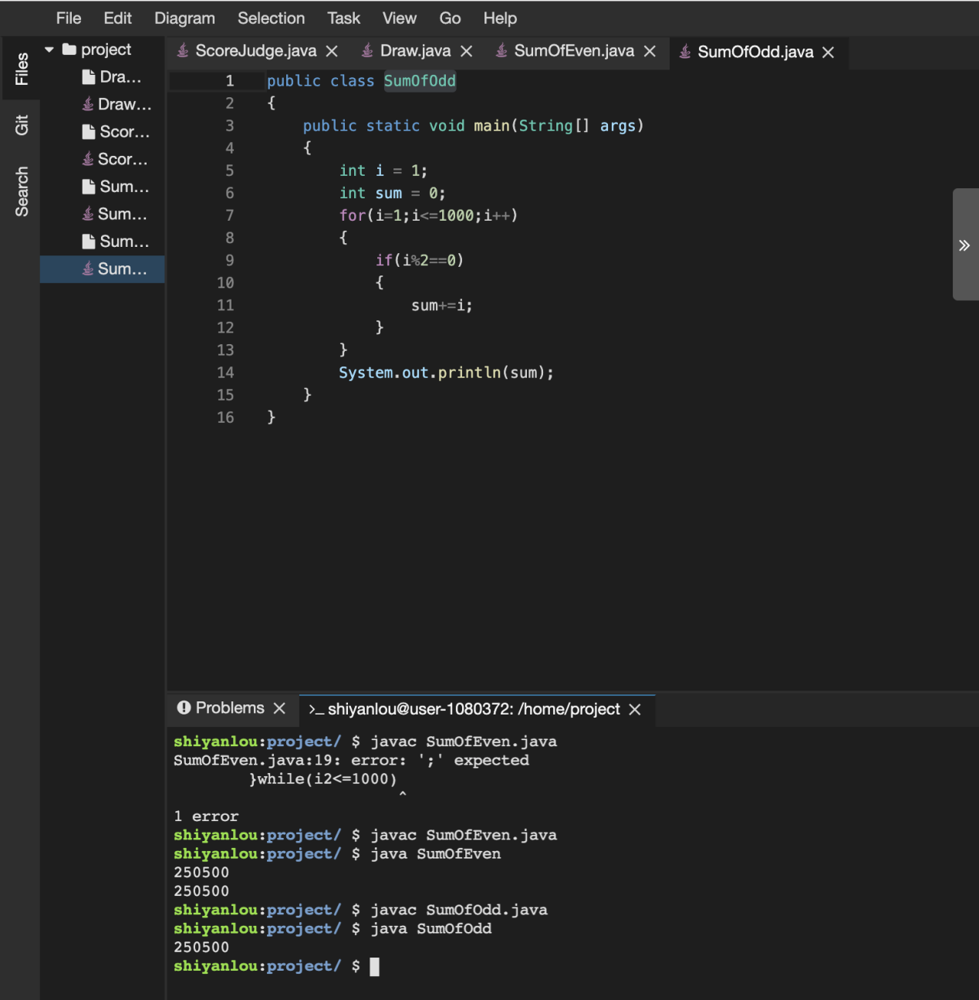 File Edit Diagram Selection Task View Go Help
Files
Git
Search
project
Dra...
Draw...
Scor...
Scor...
Sum...
Sum...
Sum...
Sum...
ScoreJudge.java Draw.java SumOfEven.java SumOfOdd.java
1 public class SumOfOdd
2 {
3 public static void main(String[] args)
4 {
5 int i = 1;
6 int sum = 0;
7 for(i=1;i<=1000;i++)
8 {
9 if(i%2==0)
10 {
11 sum+=i;
12 }
13 }
14 System.out.println(sum);
15 }
16 }
Problems >_ shiyanlou@user-1080372: /home/project
shiyanlou:project/ $ javac SumOfEven.java
SumOfEven.java:19: error: ';' expected
}while(i2<=1000)
^
1 error
shiyanlou:project/ $ javac SumOfEven.java
shiyanlou:project/ $ java SumOfEven
250500
250500
shiyanlou:project/ $ javac SumOfOdd.java
shiyanlou:project/ $ java SumOfOdd
250500
shiyanlou:project/ $